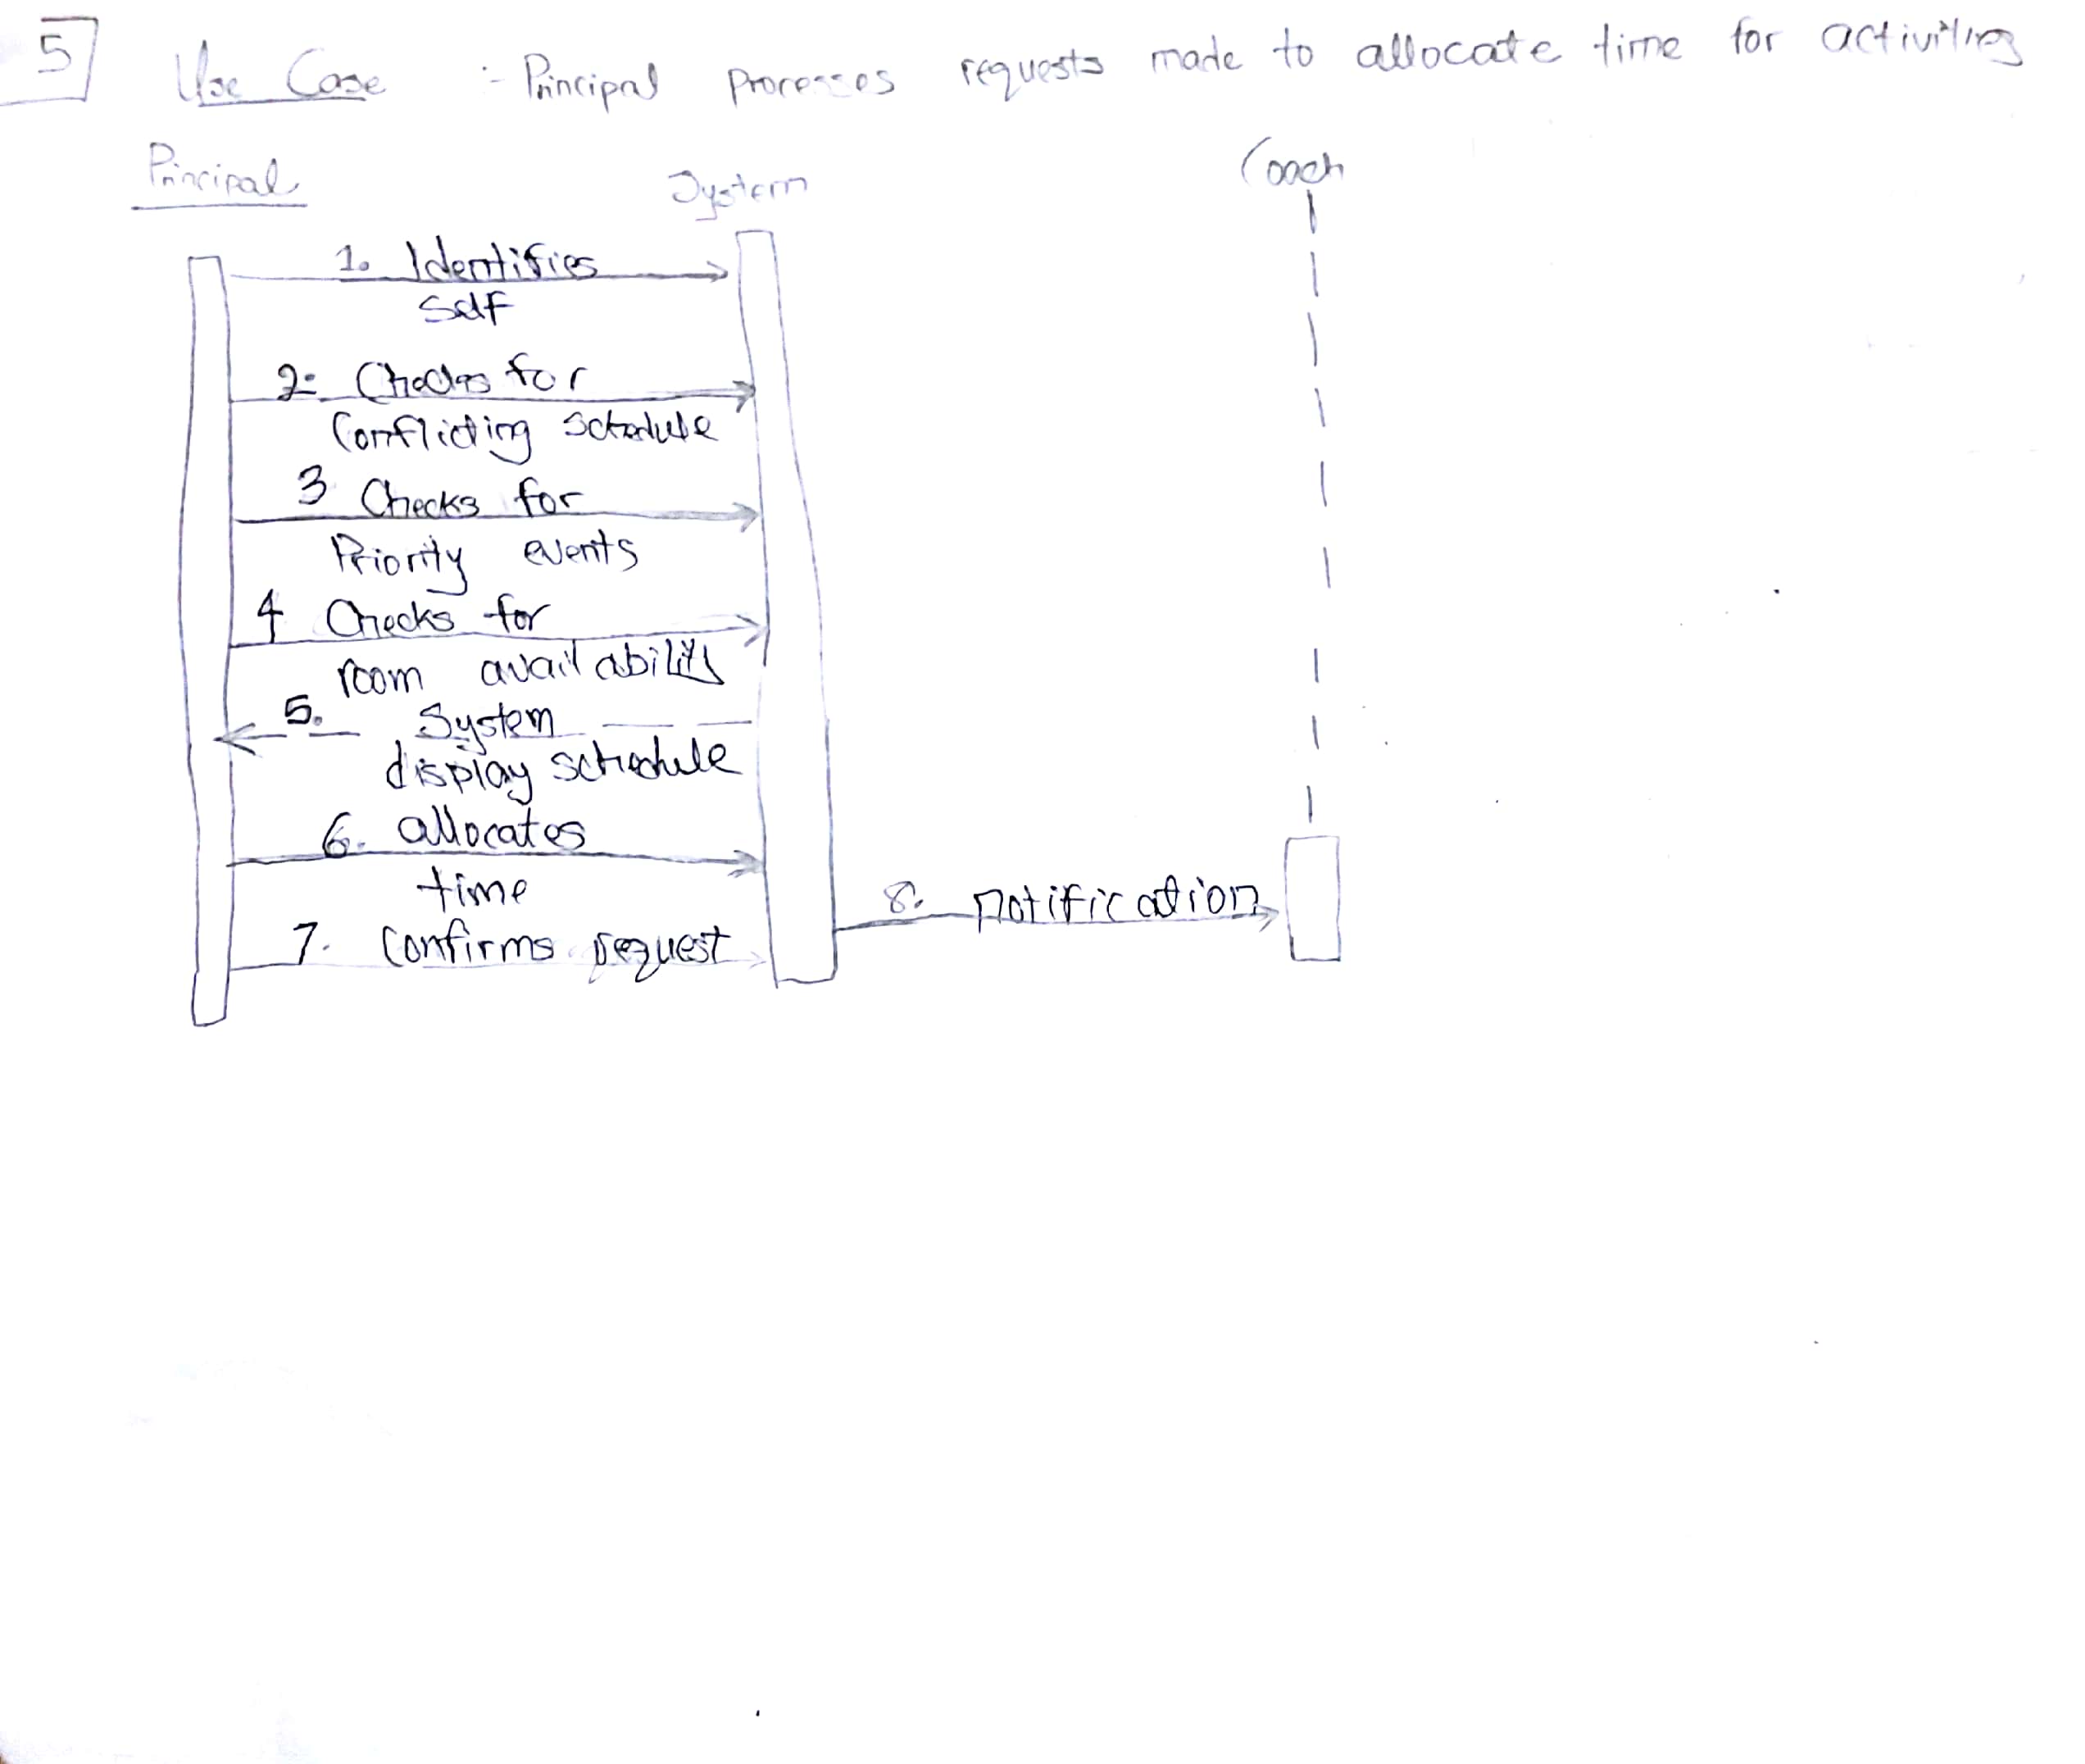 5
Use Case :- Principal processes requests made to allocate time for activities
Principal
System
Coach
1. Identifies
self
2. Checks for
Conflicting schedule
3 Checks for
Priority events
4 Checks for
room availability
5. System
display schedule
6. allocates
time
8. notification
7. Confirms request